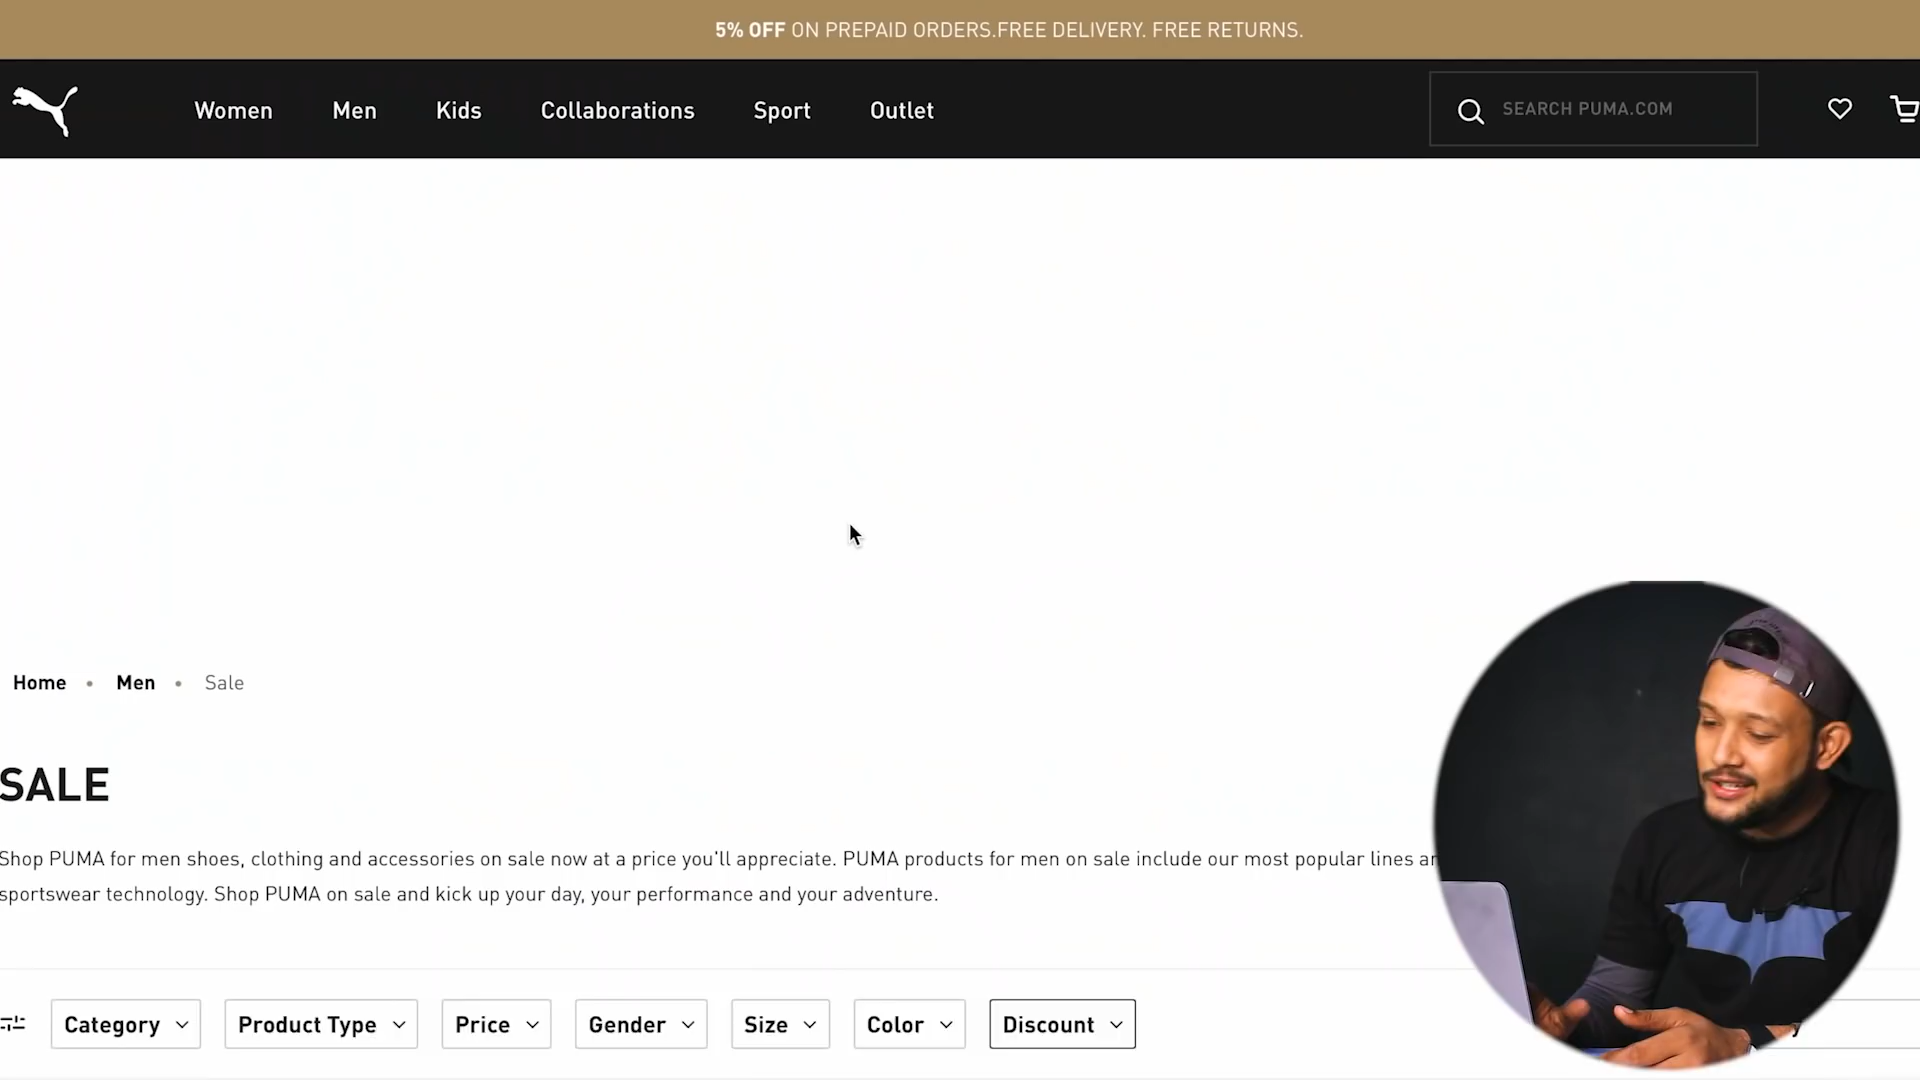 5% OFF ON PREPAID ORDERS.FREE DELIVERY. FREE RETURNS.
Women Men Kids Collaborations Sport Outlet SEARCH PUMA.COM
Home • Men • Sale
SALE
Shop PUMA for men shoes, clothing and accessories on sale now at a price you'll appreciate. PUMA products for men on sale include our most popular lines
sportswear technology. Shop PUMA on sale and kick up your day, your performance and your adventure.
Category Product Type Price Gender Size Color Discount